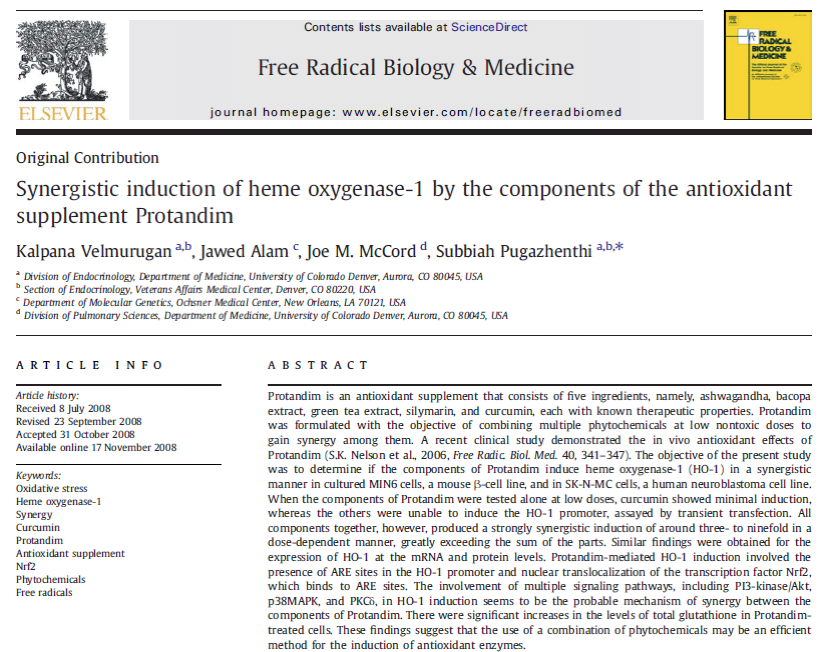 Contents lists available at ScienceDirect
Free Radical Biology & Medicine
journal homepage: www.elsevier.com/locate/freeradbiomed
ELSEVIER
FREE
RADICAL
BIOLOGY &
MEDICINE
Original Contribution
Synergistic induction of heme oxygenase-1 by the components of the antioxidant
supplement Protandim
Kalpana Velmurugan a,b, Jawed Alam c, Joe M. McCord d, Subbiah Pugazhenthi a,b,*
a Division of Endocrinology, Department of Medicine, University of Colorado Denver, Aurora, CO 80045, USA
b Section of Endocrinology, Veterans Affairs Medical Center, Denver, CO 80220, USA
c Department of Molecular Genetics, Ochsner Medical Center, New Orleans, LA 70121, USA
d Division of Pulmonary Sciences, Department of Medicine, University of Colorado Denver, Aurora, CO 80045, USA
ARTICLE INFO
Article history:
Received 8 July 2008
Revised 23 September 2008
Accepted 31 October 2008
Available online 17 November 2008
Keywords:
Oxidative stress
Heme oxygenase-1
Synergy
Curcumin
Protandim
Antioxidant supplement
Nrf2
Phytochemicals
Free radicals
ABSTRACT
Protandim is an antioxidant supplement that consists of five ingredients, namely, ashwagandha, bacopa
extract, green tea extract, silymarin, and curcumin, each with known therapeutic properties. Protandim
was formulated with the objective of combining multiple phytochemicals at low nontoxic doses to
gain synergy among them. A recent clinical study demonstrated the in vivo antioxidant effects of
Protandim (S.K. Nelson et al., 2006, Free Radic. Biol. Med. 40, 341–347). The objective of the present study
was to determine if the components of Protandim induce heme oxygenase-1 (HO-1) in a synergistic
manner in cultured MIN6 cells, a mouse β-cell line, and in SK-N-MC cells, a human neuroblastoma cell line.
When the components of Protandim were tested alone at low doses, curcumin showed minimal induction,
whereas the others were unable to induce the HO-1 promoter, assayed by transient transfection. All
components together, however, produced a strongly synergistic induction of around three- to ninefold in a
dose-dependent manner, greatly exceeding the sum of the parts. Similar findings were obtained for the
expression of HO-1 at the mRNA and protein levels. Protandim-mediated HO-1 induction involved the
presence of ARE sites in the HO-1 promoter and nuclear translocalization of the transcription factor Nrf2,
which binds to ARE sites. The involvement of multiple signaling pathways, including PI3-kinase/Akt,
p38MAPK, and PKCδ, in HO-1 induction seems to be the probable mechanism of synergy between the
components of Protandim. There were significant increases in the levels of total glutathione in Protandim-
treated cells. These findings suggest that the use of a combination of phytochemicals may be an efficient
method for the induction of antioxidant enzymes.